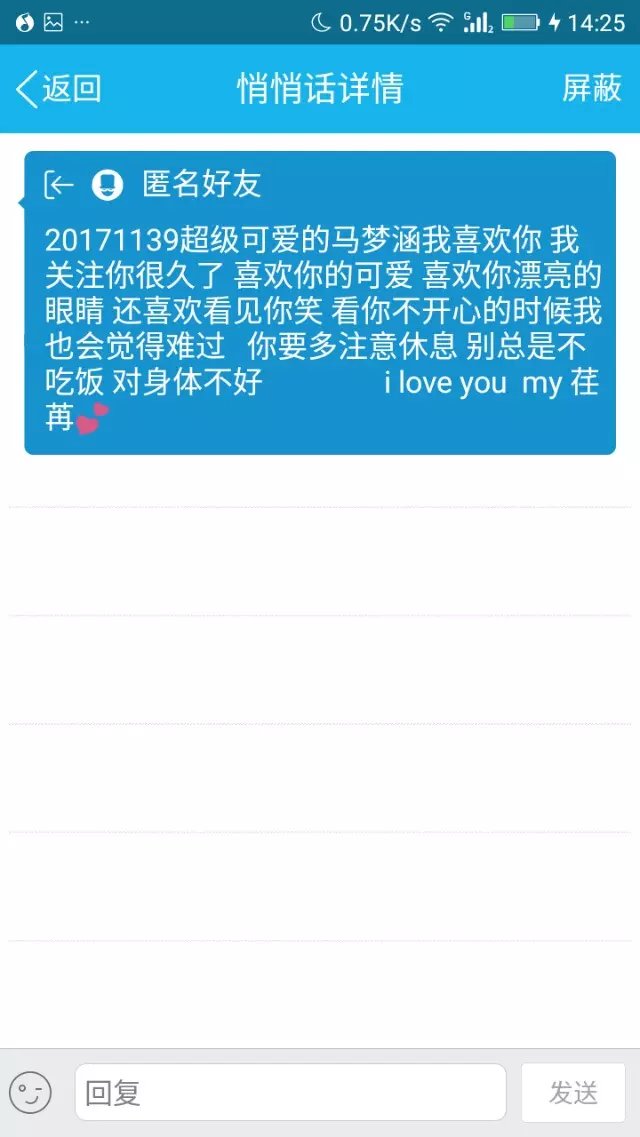 0.75K/s G 2 14:25
返回 悄悄话详情 屏蔽
匿名好友
20171139超级可爱的马梦涵我喜欢你 我
关注你很久了 喜欢你的可爱 喜欢你漂亮的
眼睛 还喜欢看见你笑 看你不开心的时候我
也会觉得难过 你要多注意休息 别总是不
吃饭 对身体不好 i love you my 荏
苒💕
回复 发送